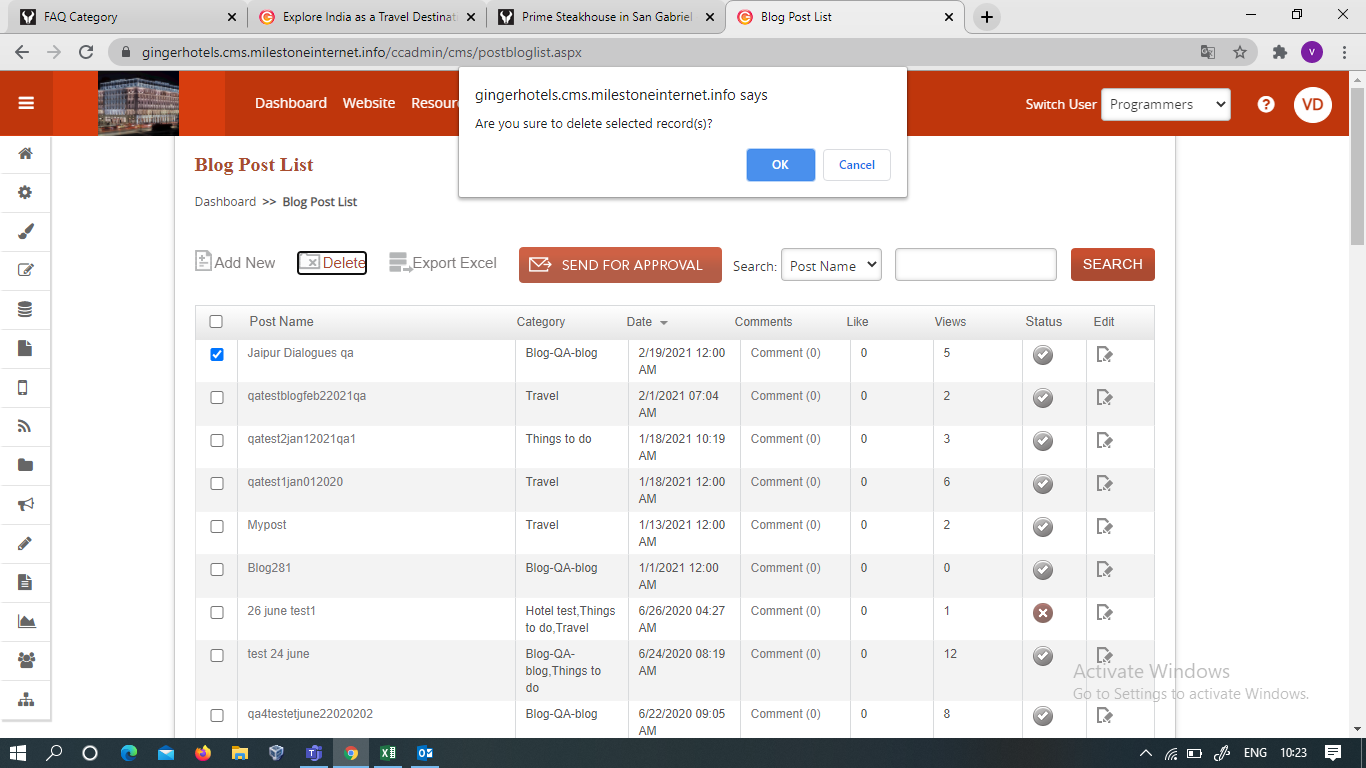 FAQ Category
Explore India as a Travel Destinat
Prime Steakhouse in San Gabriel
Blog Post List
gingerhotels.cms.milestoneinternet.info/ccadmin/cms/postbloglist.aspx
V
gingerhotels.cms.milestoneinternet.info says
Are you sure to delete selected record(s)?
OK
Cancel
Dashboard Website Resour
Switch User Programmers
VD
Blog Post List
Dashboard >> Blog Post List
Add New Delete Export Excel SEND FOR APPROVAL Search: Post Name SEARCH
Post Name Category Date Comments Like Views Status Edit
Jaipur Dialogues qa Blog-QA-blog 2/19/2021 12:00 Comment (0) 0 5
AM
qatestblogfeb22021qa Travel 2/1/2021 07:04 Comment (0) 0 2
AM
qatest2jan12021qa1 Things to do 1/18/2021 10:19 Comment (0) 0 3
AM
qatest1jan012020 Travel 1/18/2021 12:00 Comment (0) 0 6
AM
Mypost Travel 1/13/2021 12:00 Comment (0) 0 2
AM
Blog281 Blog-QA-blog 1/1/2021 12:00 Comment (0) 0 0
AM
26 june test1 Hotel test,Things 6/26/2020 04:27 Comment (0) 0 1
to do,Travel AM
test 24 june Blog-QA- 6/24/2020 08:19 Comment (0) 0 12
blog,Things to AM
do
qa4testetjune22020202 Blog-QA-blog 6/22/2020 09:05 Comment (0) 0 8
AM
Activate Windows
Go to Settings to activate Windows.
ENG 10:23